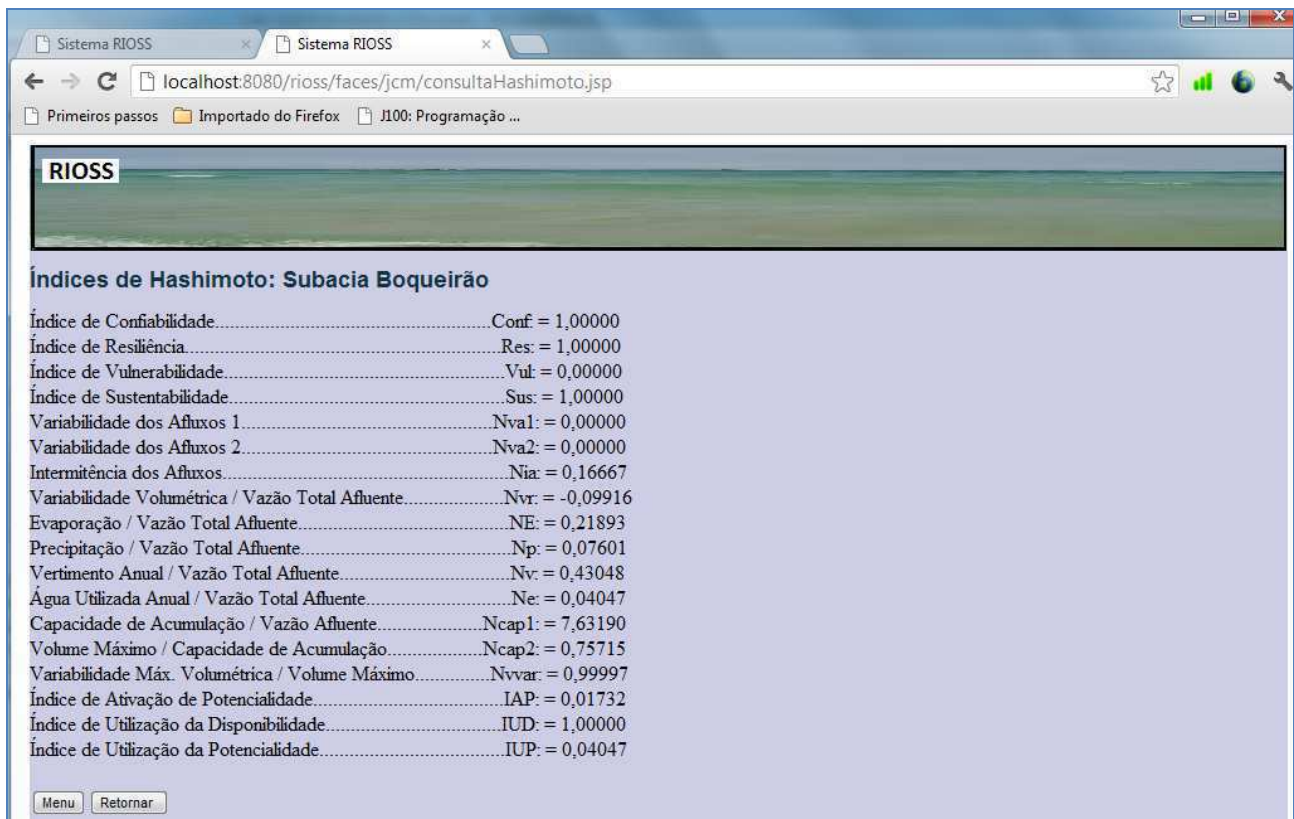 Sistema RIOSS
Sistema RIOSS
localhost:8080/rioss/faces/jcm/consultaHashimoto.jsp
Primeiros passos Importado do Firefox J100: Programação ...
RIOSS
Índices de Hashimoto: Subacia Boqueirão
Índice de Confiabilidade.......................................................Conf: = 1,00000
Índice de Resiliência...............................................................Res: = 1,00000
Índice de Vulnerabilidade........................................................Vul: = 0,00000
Índice de Sustentabilidade.......................................................Sus: = 1,00000
Variabilidade dos Afluxos 1..................................................Nva1: = 0,00000
Variabilidade dos Afluxos 2..................................................Nva2: = 0,00000
Intermitência dos Afluxos.........................................................Nia: = 0,16667
Variabilidade Volumétrica / Vazão Total Afluente....................Nvr: = -0,09916
Evaporação / Vazão Total Afluente..........................................NE: = 0,21893
Precipitação / Vazão Total Afluente..........................................Np: = 0,07601
Vertimento Anual / Vazão Total Afluente..................................Nv: = 0,43048
Água Utilizada Anual / Vazão Total Afluente.............................Ne: = 0,04047
Capacidade de Acumulação / Vazão Afluente.....................Ncap1: = 7,63190
Volume Máximo / Capacidade de Acumulação...................Ncap2: = 0,75715
Variabilidade Máx. Volumétrica / Volume Máximo...............Nvvar: = 0,99997
Índice de Ativação de Potencialidade......................................IAP: = 0,01732
Índice de Utilização da Disponibilidade...................................IUD: = 1,00000
Índice de Utilização da Potencialidade.....................................IUP: = 0,04047
Menu Retornar